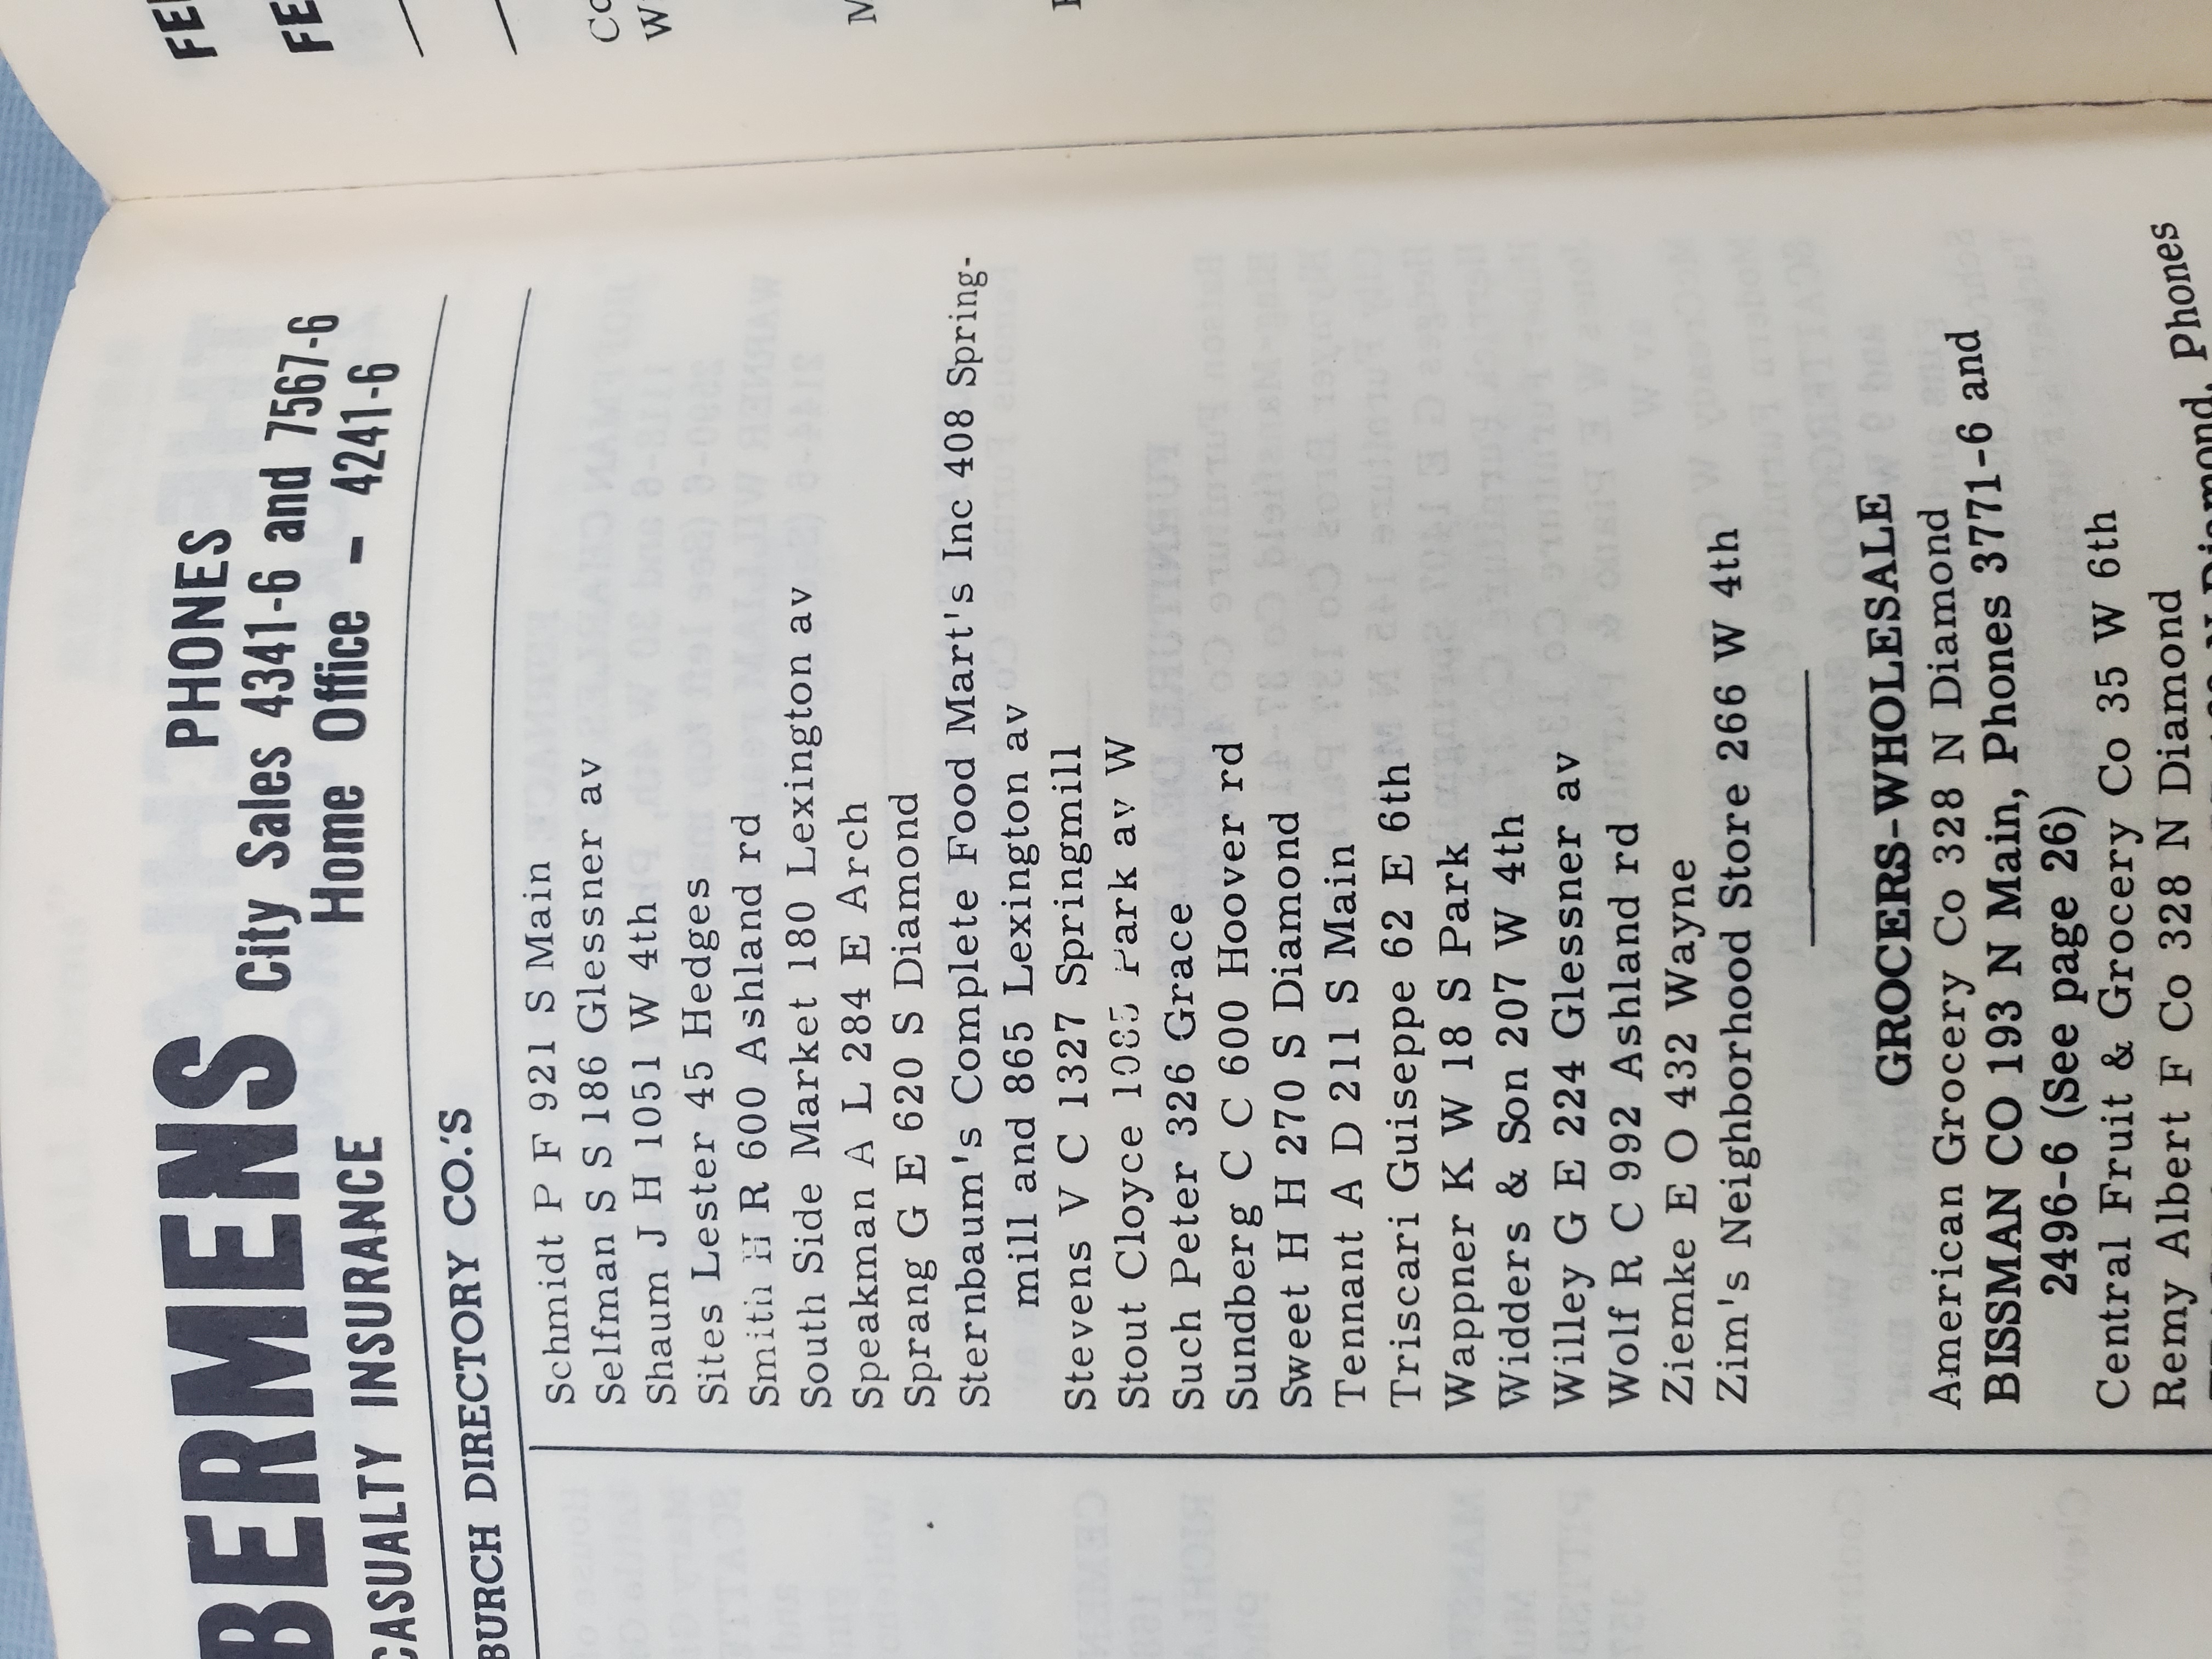 BERMENS
PHONES
City Sales 4341-6 and 7567-6
CASUALTY INSURANCE
Home Office - 4241-6
BURCH DIRECTORY CO.'S
Schmidt P F 921 S Main
Selfman S S 186 Glessner av
Shaum J H 1051 W 4th
Sites Lester 45 Hedges
Smith H R 600 Ashland rd
South Side Market 180 Lexington av
Speakman A L 284 E Arch
Sprang G E 620 S Diamond
Sternbaum's Complete Food Mart's Inc 408 Spring-
mill and 865 Lexington av
Stevens V C 1327 Springmill
Stout Cloyce 1085 Park av W
Such Peter 326 Grace
Sundberg C C 600 Hoover rd
Sweet H H 270 S Diamond
Tennant A D 211 S Main
Triscari Guiseppe 62 E 6th
Wappner K W 18 S Park
Widders & Son 207 W 4th
Willey G E 224 Glessner av
Wolf R C 992 Ashland rd
Ziemke E O 432 Wayne
Zim's Neighborhood Store 266 W 4th
GROCERS-WHOLESALE
American Grocery Co 328 N Diamond
BISSMAN CO 193 N Main, Phones 3771-6 and
2496-6 (See page 26)
Central Fruit & Grocery Co 35 W 6th
Remy Albert F Co 328 N Diamond
N Diamond, Phones